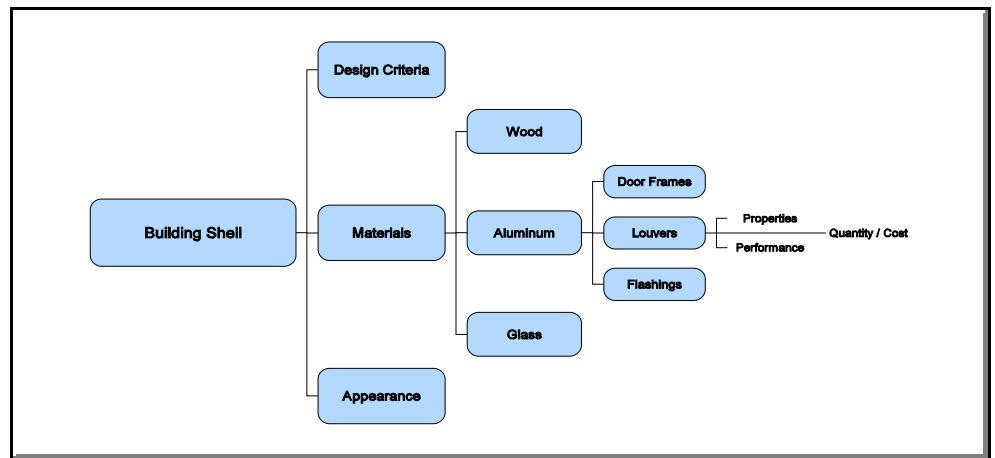 Design Criteria
Wood
Door Frames
Building Shell
Materials
Aluminum
Louvers
Properties
Quantity / Cost
Performance
Flashings
Glass
Appearance